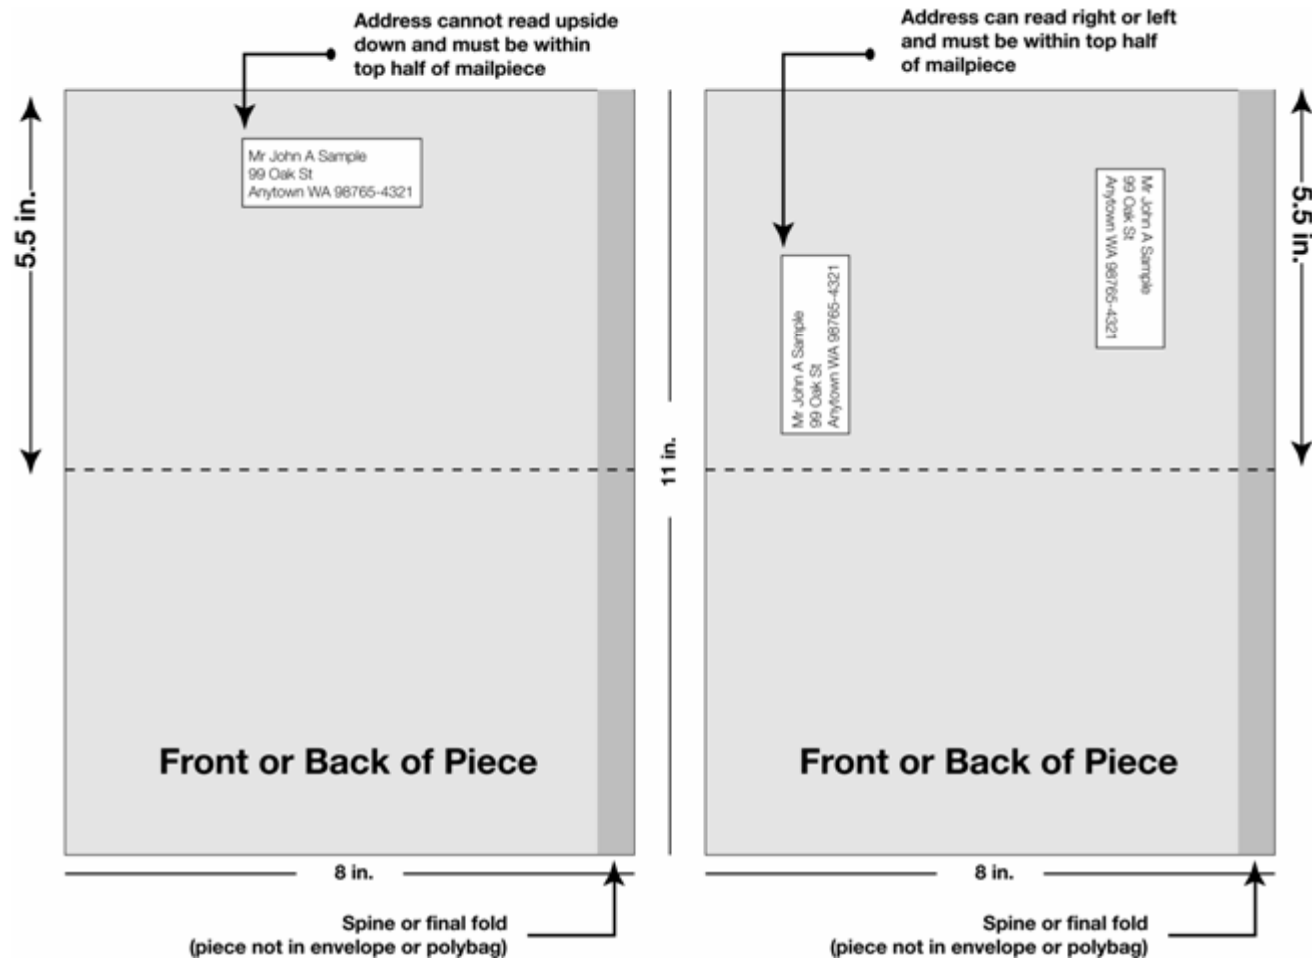 Address cannot read upside
down and must be within
top half of mailpiece
Mr John A Sample
99 Oak St
Anytown WA 98765-4321
5.5 in.
Front or Back of Piece
8 in.
Spine or final fold
(piece not in envelope or polybag)
11 in.
Address can read right or left
and must be within top half
of mailpiece
Mr John A Sample
99 Oak St
Anytown WA 98765-4321
Mr John A Sample
99 Oak St
Anytown WA 98765-4321
5.5 in.
Front or Back of Piece
8 in.
Spine or final fold
(piece not in envelope or polybag)